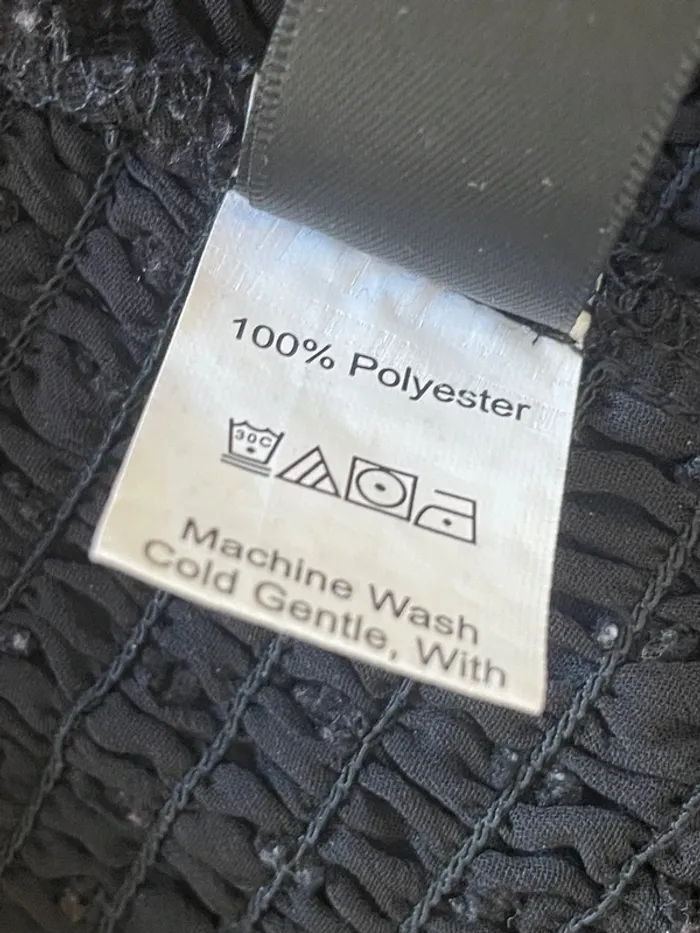 100% Polyester
30C
Machine Wash
Cold Gentle, With